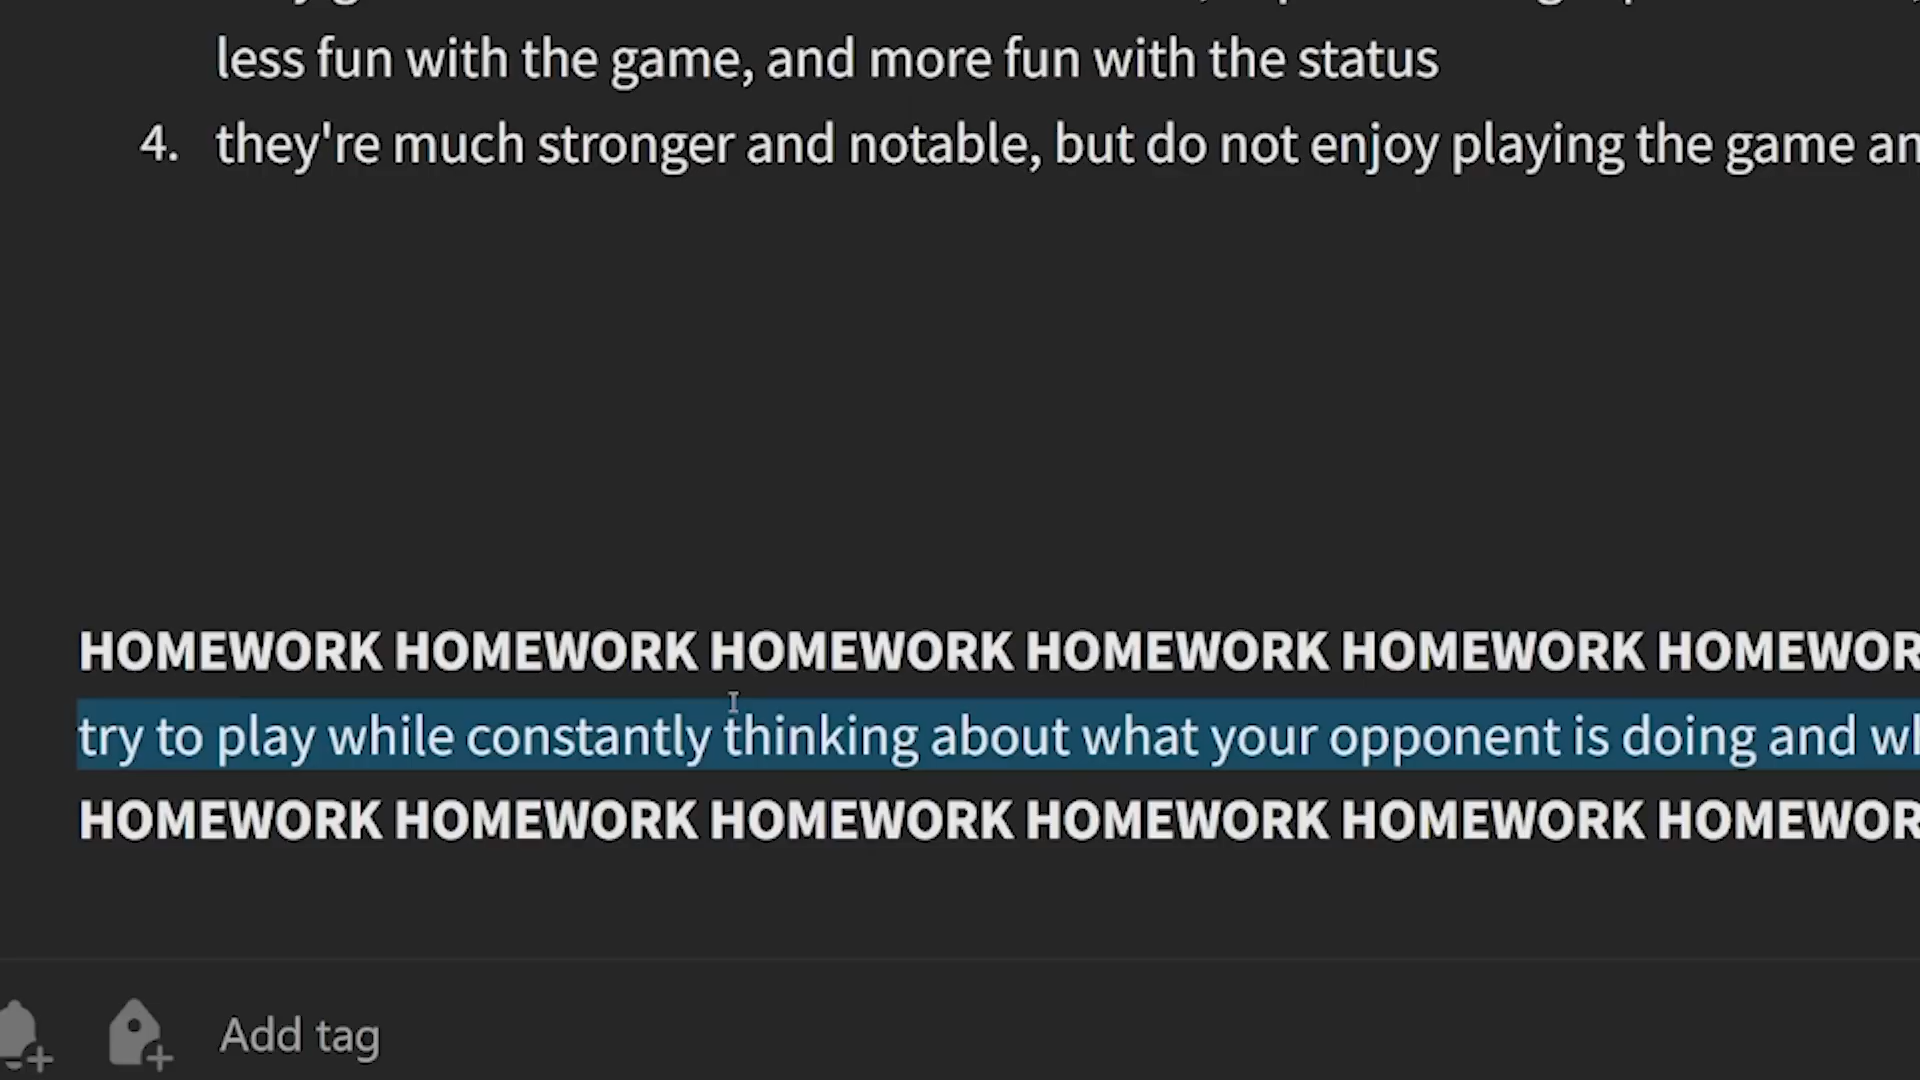 less fun with the game, and more fun with the status
4. they're much stronger and notable, but do not enjoy playing the game
HOMEWORK HOMEWORK HOMEWORK HOMEWORK HOMEWORK
try to play while constantly thinking about what your opponent is doing and
HOMEWORK HOMEWORK HOMEWORK HOMEWORK HOMEWORK
Add tag